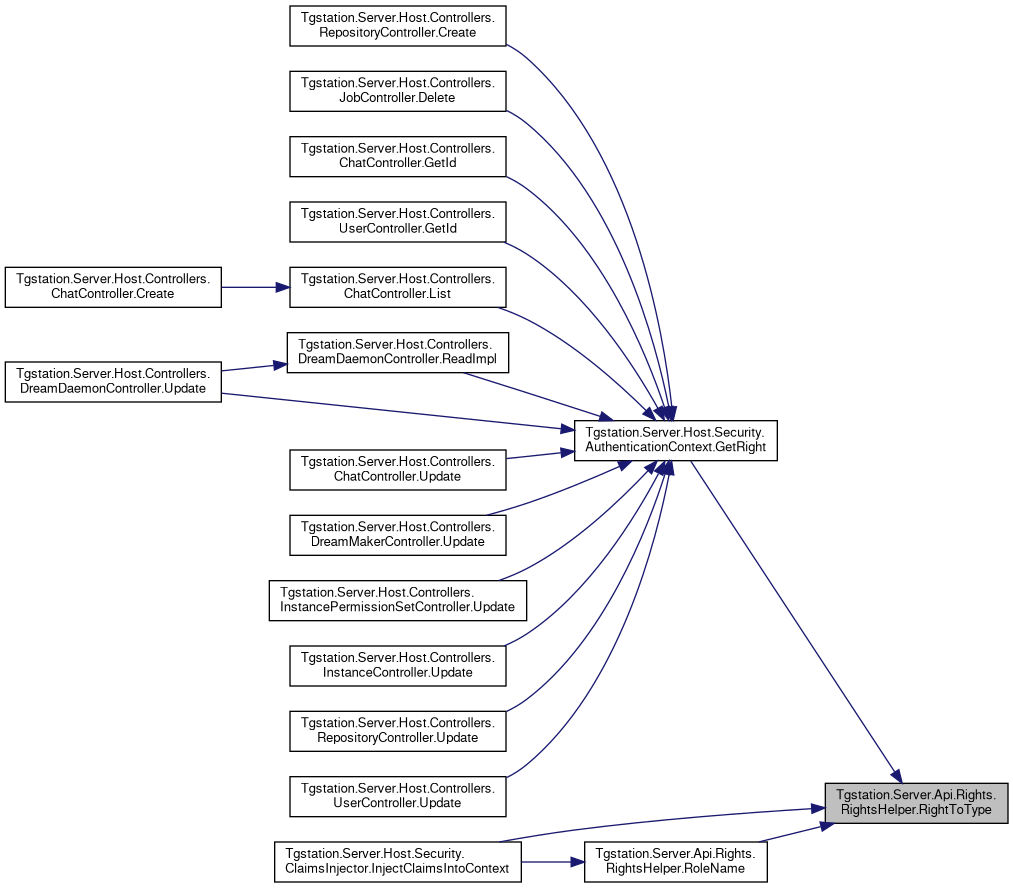 Tgstation.Server.Host.Controllers.
RepositoryController.Create
Tgstation.Server.Host.Controllers.
JobController.Delete
Tgstation.Server.Host.Controllers.
ChatController.GetId
Tgstation.Server.Host.Controllers.
UserController.GetId
Tgstation.Server.Host.Controllers.
ChatController.Create
Tgstation.Server.Host.Controllers.
ChatController.List
Tgstation.Server.Host.Controllers.
DreamDaemonController.ReadImpl
Tgstation.Server.Host.Controllers.
DreamDaemonController.Update
Tgstation.Server.Host.Security.
AuthenticationContext.GetRight
Tgstation.Server.Host.Controllers.
ChatController.Update
Tgstation.Server.Host.Controllers.
DreamMakerController.Update
Tgstation.Server.Host.Controllers.
InstancePermissionSetController.Update
Tgstation.Server.Host.Controllers.
InstanceController.Update
Tgstation.Server.Host.Controllers.
RepositoryController.Update
Tgstation.Server.Host.Controllers.
UserController.Update
Tgstation.Server.Api.Rights.
RightsHelper.RightToType
Tgstation.Server.Host.Security.
ClaimsInjector.InjectClaimsIntoContext
Tgstation.Server.Api.Rights.
RightsHelper.RoleName